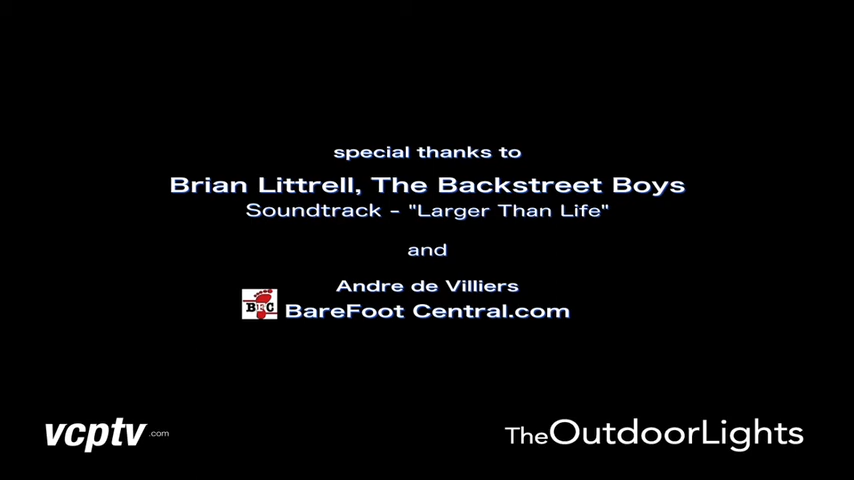 special thanks to
Brian Littrell, The Backstreet Boys
Soundtrack - "Larger Than Life"
and
Andre de Villiers
BFC BareFoot Central.com
vcptv.com
TheOutdoorLights